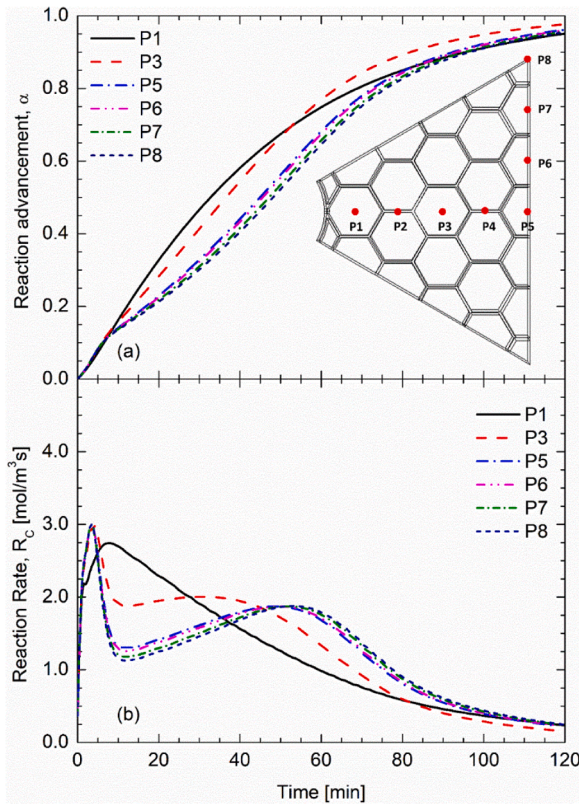 1.0
P1
P3
P5
P6
P7
P8
0.8
0.6
0.4
0.2
0.0
Reaction advancement, α
(a)
P8
P7
P6
P1 P2 P3 P4 P5
4.0
3.0
2.0
1.0
0.0
Reaction Rate, R_C [mol/m³s]
P1
P3
P5
P6
P7
P8
(b)
0 20 40 60 80 100 120
Time [min]